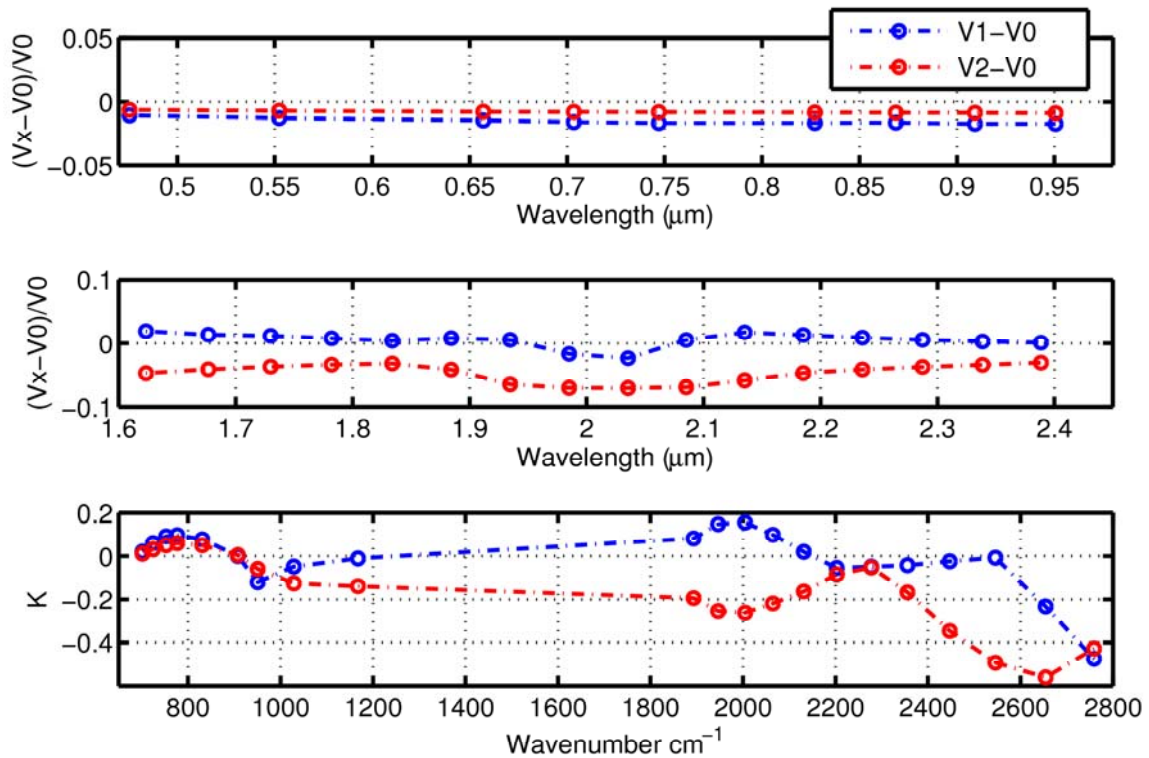 V1−V0
V2−V0
(Vx−V0)/V0
0.05
0
−0.05
0.5 0.55 0.6 0.65 0.7 0.75 0.8 0.85 0.9 0.95
Wavelength (μm)
(Vx−V0)/V0
0.1
0
−0.1
1.6 1.7 1.8 1.9 2 2.1 2.2 2.3 2.4
Wavelength (μm)
K
0.2
0
−0.2
−0.4
800 1000 1200 1400 1600 1800 2000 2200 2400 2600 2800
Wavenumber cm⁻¹